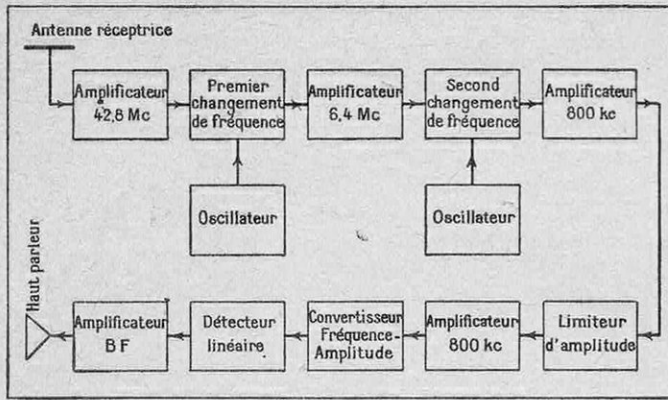 Antenne réceptrice
Amplificateur
42,8 Mc
Premier
changement
de fréquence
Amplificateur
6,4 Mc
Second
changement
de fréquence
Amplificateur
800 kc
Oscillateur
Oscillateur
Haut parleur
Amplificateur
BF
Détecteur
linéaire
Convertisseur
Fréquence-
Amplitude
Amplificateur
800 kc
Limiteur
d'amplitude